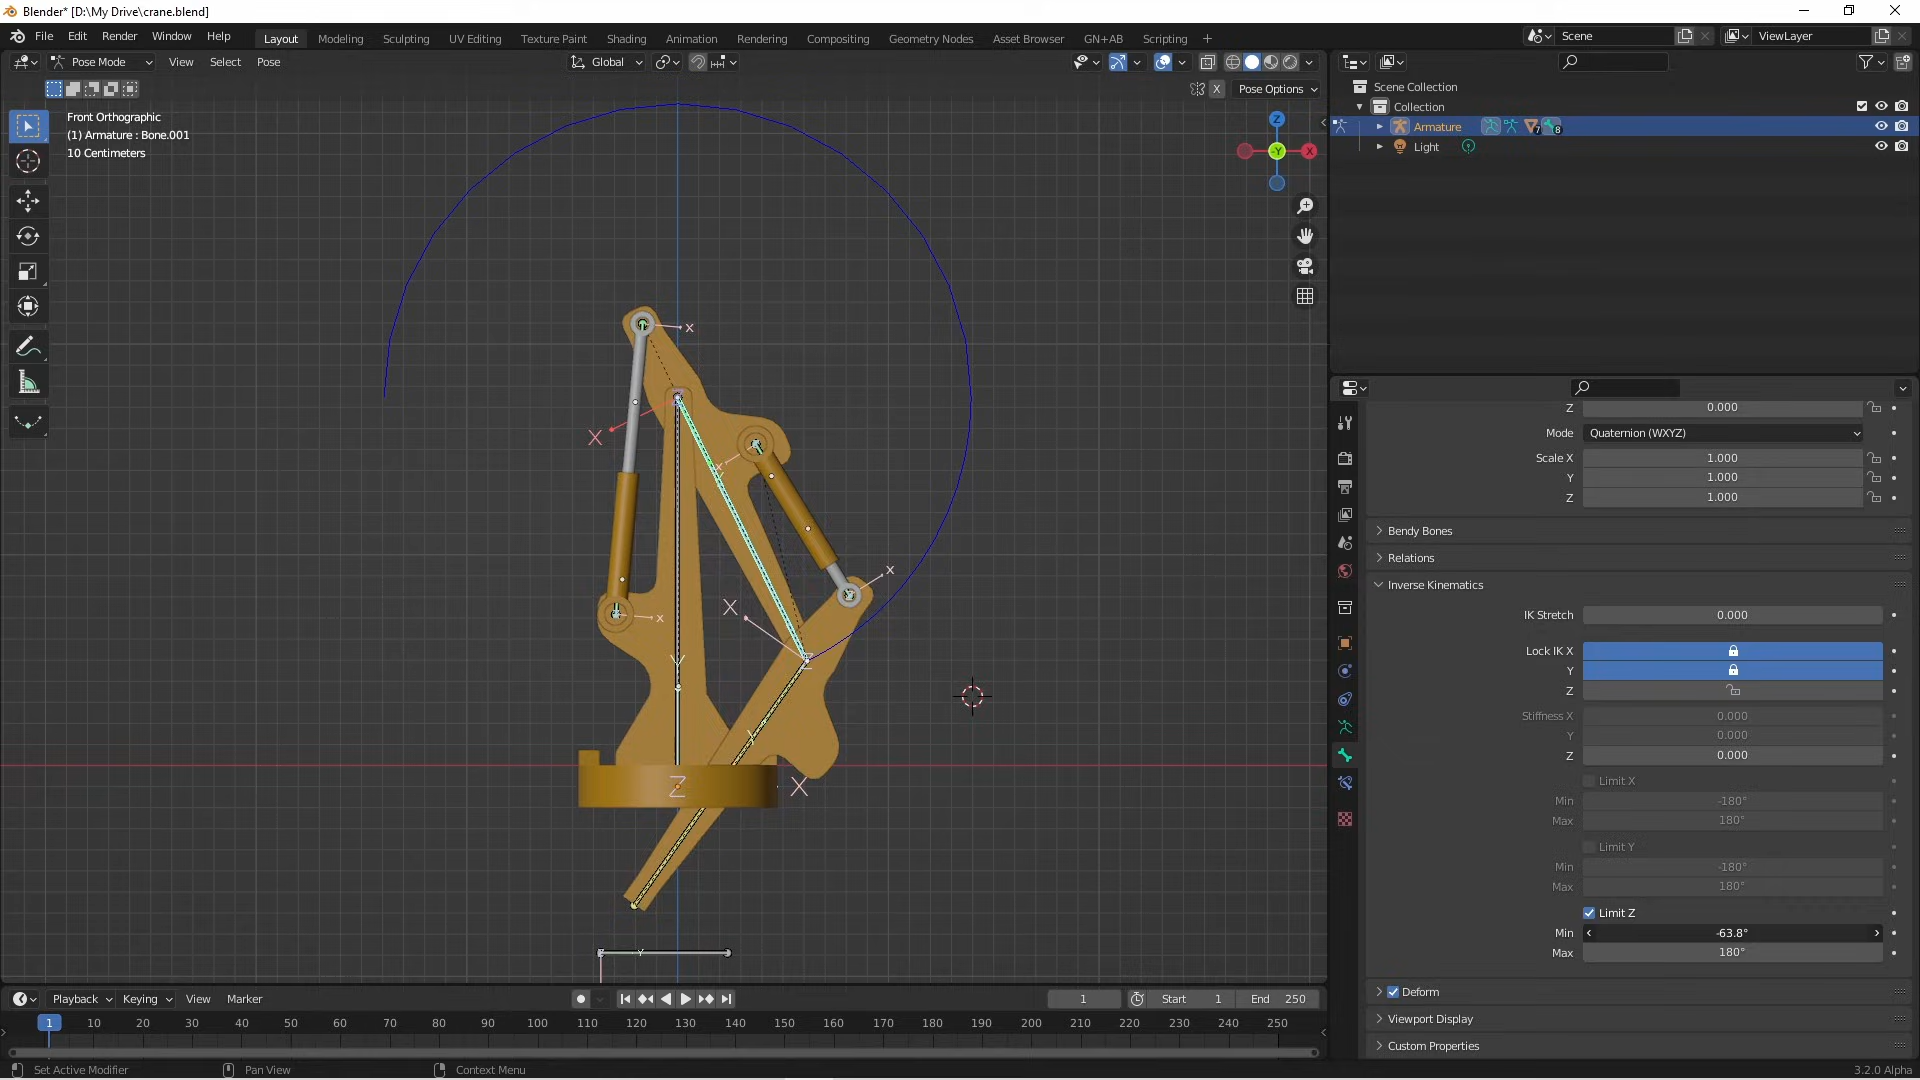 Blender* [D:\My Drive\crane.blend]
File Edit Render Window Help Layout Modeling Sculpting UV Editing Texture Paint Shading Animation Rendering Compositing Geometry Nodes Asset Browser GN+AB Scripting + Scene ViewLayer
Pose Mode View Select Pose Global
X Pose Options
Front Orthographic
(1) Armature : Bone.001
10 Centimeters
Z
-Y X
X
X
X
X
X
X
X
Y
Z X
Y
Scene Collection
Collection
Armature 7 8
Light
Z 0.000
Mode Quaternion (WXYZ)
Scale X 1.000
Y 1.000
Z 1.000
Bendy Bones
Relations
Inverse Kinematics
IK Stretch 0.000
Lock IK X
Y
Z
Stiffness X 0.000
Y 0.000
Z 0.000
Limit X
Min -180°
Max 180°
Limit Y
Min -180°
Max 180°
Limit Z
Min -63.8°
Max 180°
Deform
Viewport Display
Custom Properties
Playback Keying View Marker 1 Start 1 End 250
1 10 20 30 40 50 60 70 80 90 100 110 120 130 140 150 160 170 180 190 200 210 220 230 240 250
Set Active Modifier Pan View Context Menu 3.2.0 Alpha